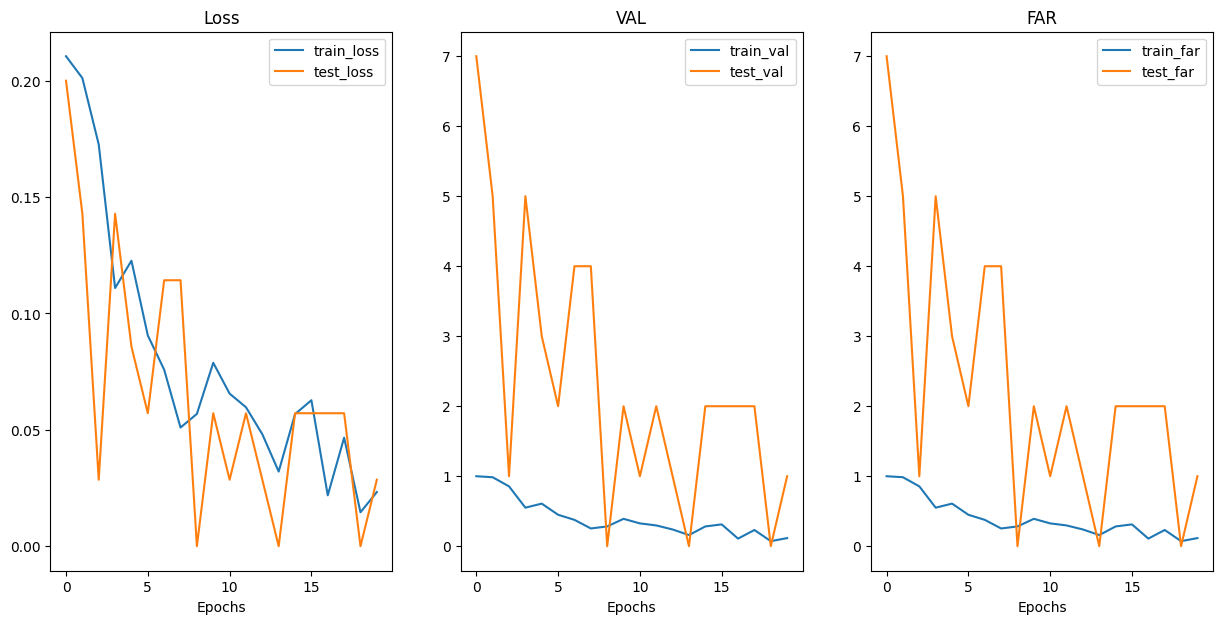 Loss
train_loss
test_loss
0.20
0.15
0.10
0.05
0.00
0 5 10 15
Epochs
VAL
train_val
test_val
7
6
5
4
3
2
1
0
0 5 10 15
Epochs
FAR
train_far
test_far
7
6
5
4
3
2
1
0
0 5 10 15
Epochs